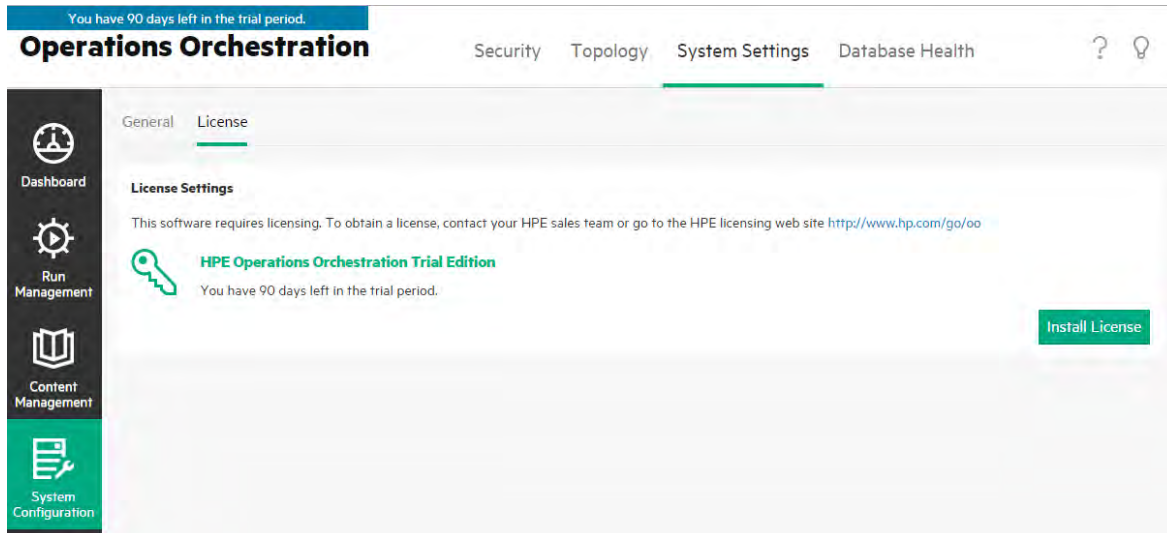 You have 90 days left in the trial period.
Operations Orchestration
Security Topology System Settings Database Health ?
General License
Dashboard
License Settings
This software requires licensing. To obtain a license, contact your HPE sales team or go to the HPE licensing web site http://www.hp.com/go/oo
HPE Operations Orchestration Trial Edition
You have 90 days left in the trial period.
Run
Management
Install License
Content
Management
System
Configuration